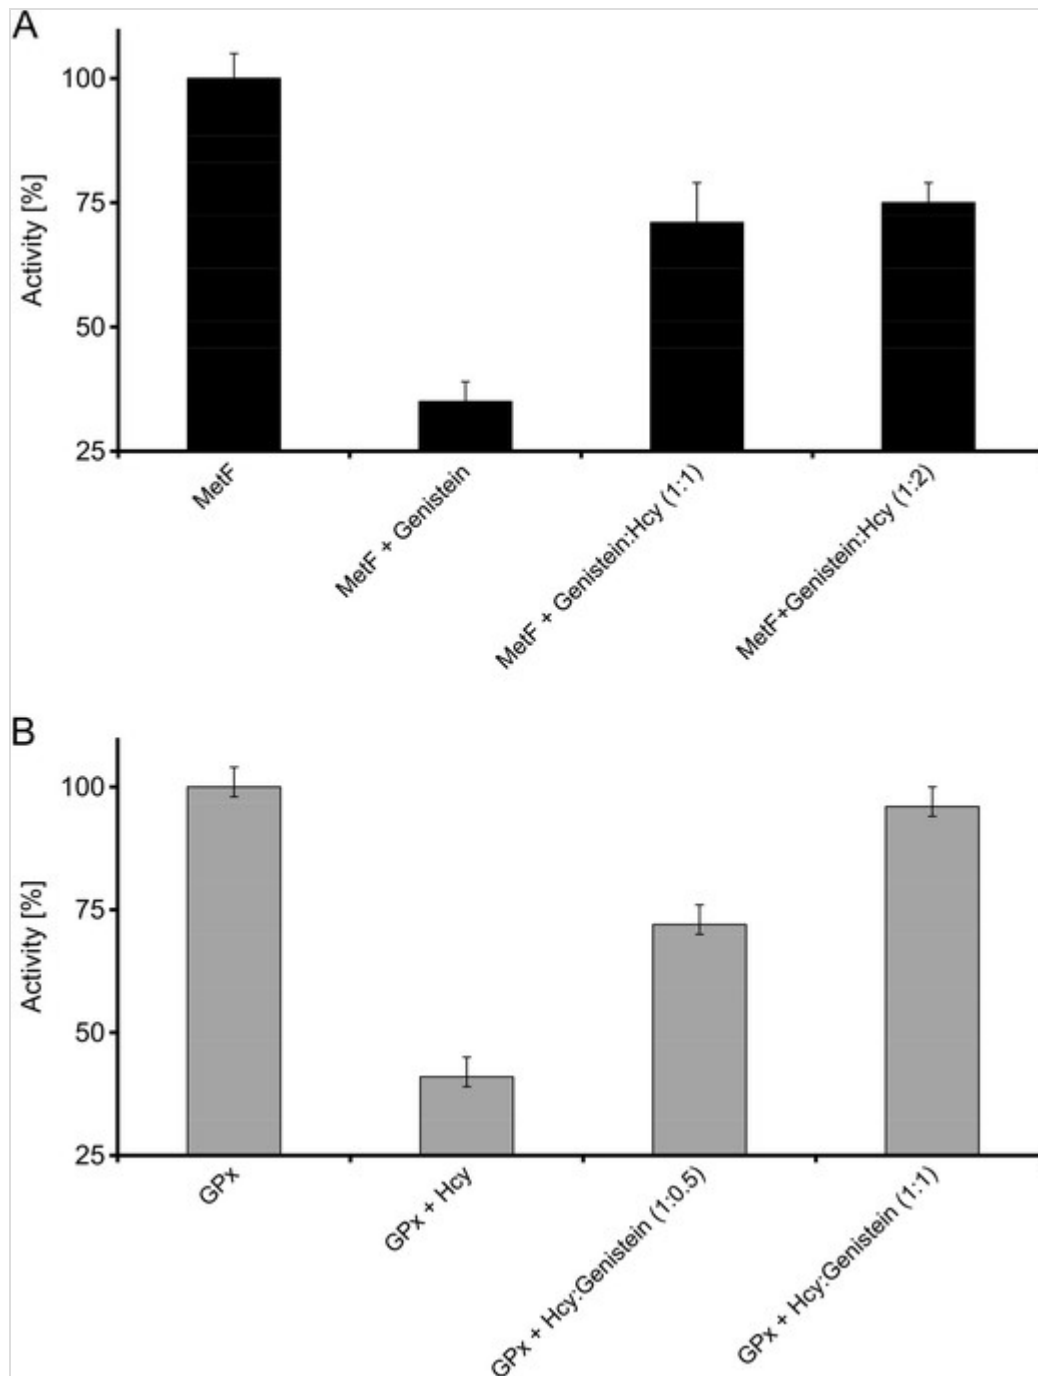 A
Activity [%]
100
75
50
25
MetF
MetF + Genistein
MetF + Genistein:Hcy (1:1)
MetF+Genistein:Hcy (1:2)
B
Activity [%]
100
75
50
25
GPx
GPx + Hcy
GPx + Hcy:Genistein (1:0.5)
GPx + Hcy:Genistein (1:1)